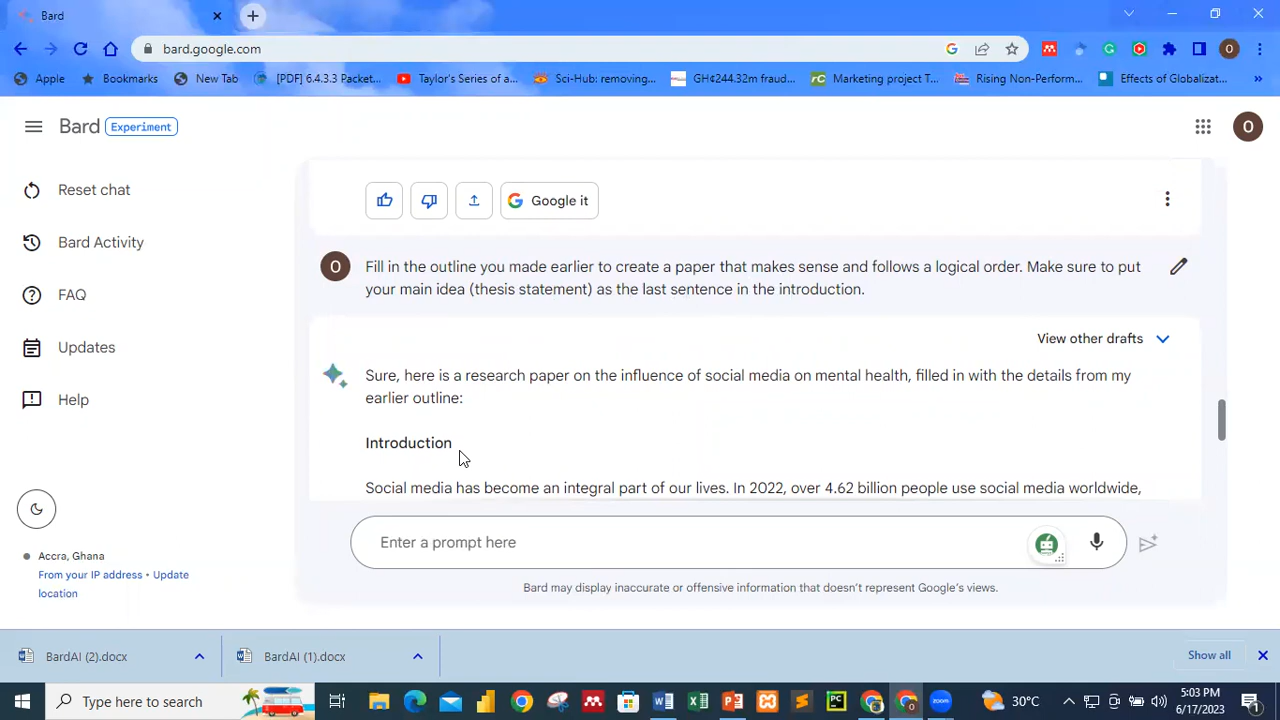 Bard
bard.google.com
Apple
Bookmarks
New Tab
[PDF] 6.4.3.3 Packet...
Taylor's Series of a...
Sci-Hub: removing...
GH¢244.32m fraud...
Marketing project T...
Rising Non-Perform...
Effects of Globalizat...
»
Bard Experiment
O
Reset chat
Bard Activity
FAQ
Updates
Help
Google it
O
Fill in the outline you made earlier to create a paper that makes sense and follows a logical order. Make sure to put
your main idea (thesis statement) as the last sentence in the introduction.
View other drafts
Sure, here is a research paper on the influence of social media on mental health, filled in with the details from my
earlier outline:
Introduction
Social media has become an integral part of our lives. In 2022, over 4.62 billion people use social media worldwide,
Enter a prompt here
Bard may display inaccurate or offensive information that doesn't represent Google's views.
Accra, Ghana
From your IP address • Update
location
BardAI (2).docx
BardAI (1).docx
Show all
Type here to search
zoom
30°C
5:03 PM
6/17/2023